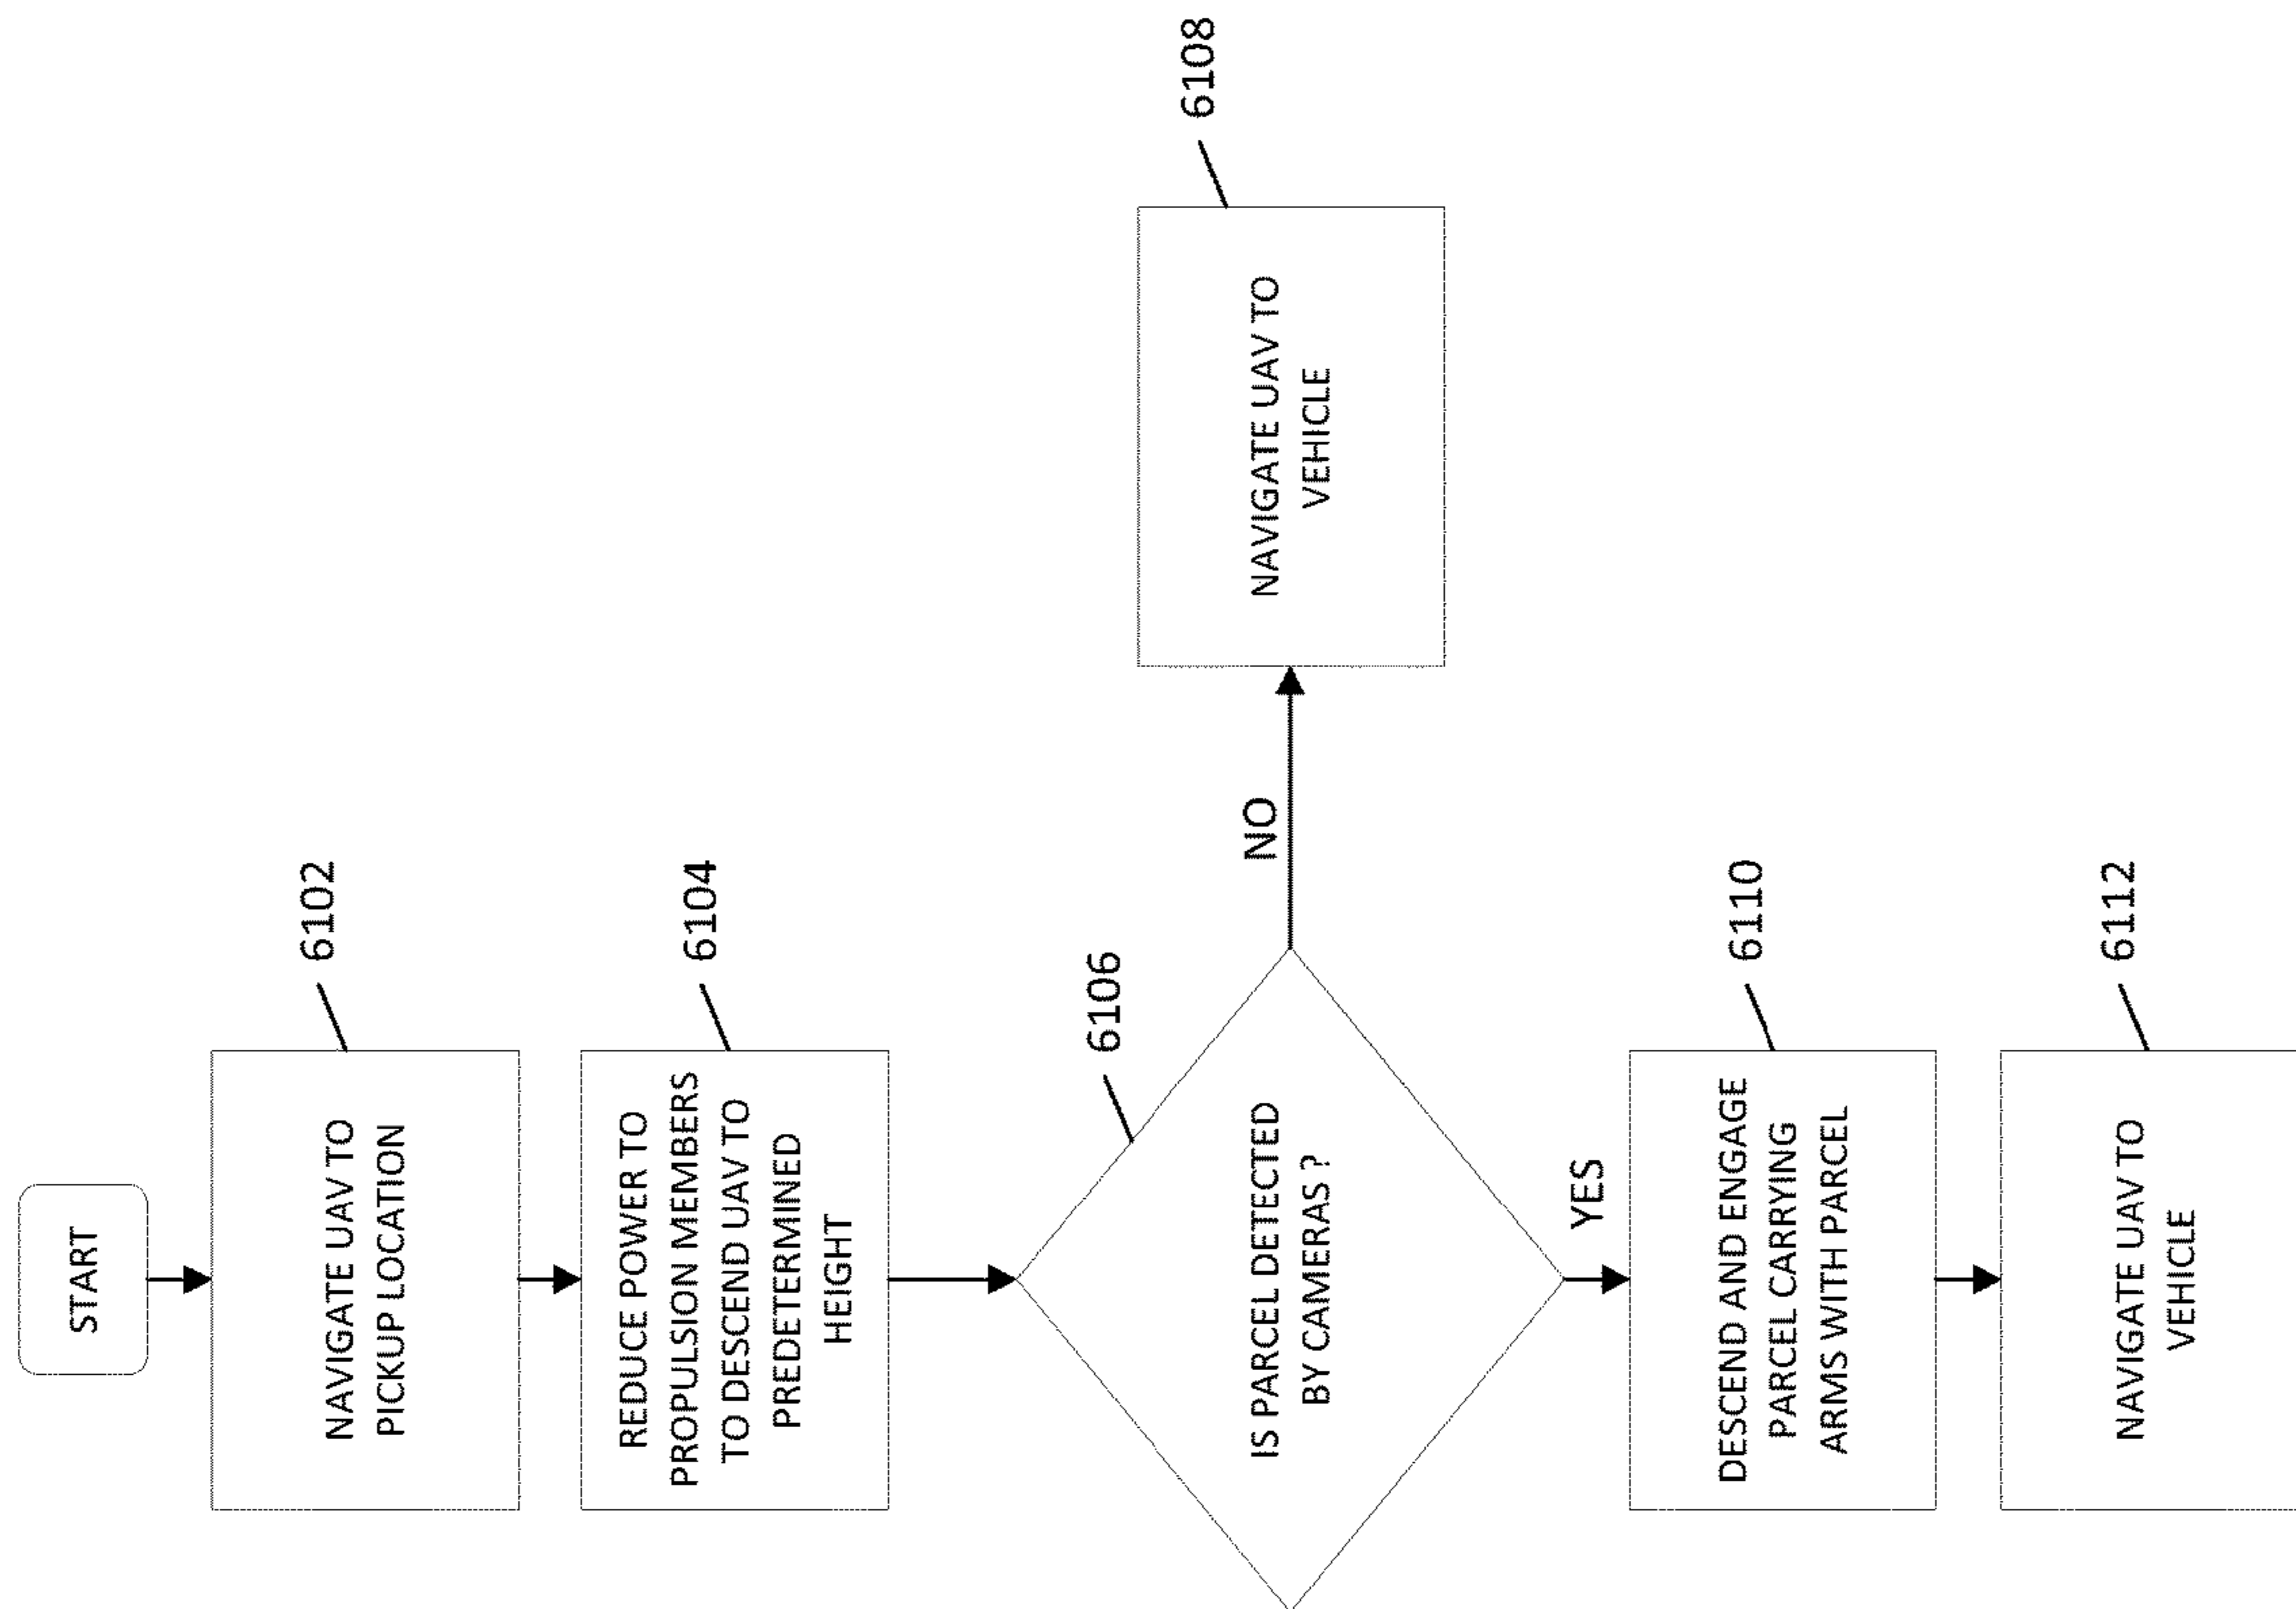 START
6102
NAVIGATE UAV TO
PICKUP LOCATION
6104
REDUCE POWER TO
PROPULSION MEMBERS
TO DESCEND UAV TO
PREDETERMINED
HEIGHT
6106
IS PARCEL DETECTED
BY CAMERAS ?
NO
6108
NAVIGATE UAV TO
VEHICLE
YES
6110
DESCEND AND ENGAGE
PARCEL CARRYING
ARMS WITH PARCEL
6112
NAVIGATE UAV TO
VEHICLE